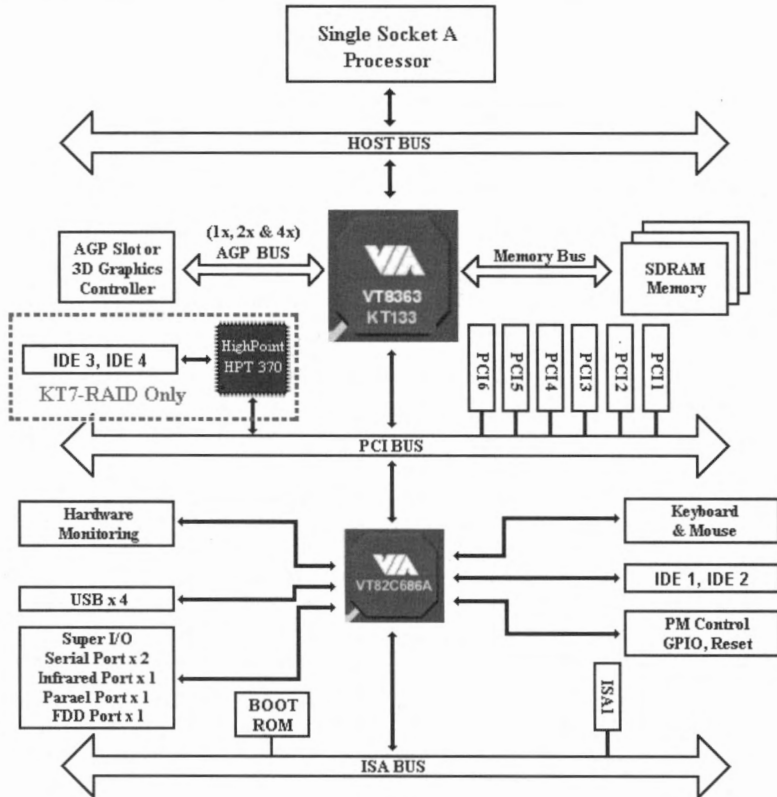 Single Socket A
Processor
HOST BUS
AGP Slot or
3D Graphics
Controller
(1x, 2x & 4x)
AGP BUS
VIA
VT8363
KT133
Memory Bus
SDRAM
Memory
IDE 3, IDE 4
HighPoint
HPT 370
KT7-RAID Only
PCI6
PCI5
PCI4
PCI3
PCI2
PCI1
PCI BUS
Hardware
Monitoring
USB x 4
Super I/O
Serial Port x 2
Infrared Port x 1
Parael Port x 1
FDD Port x 1
VIA
VT82C686A
Keyboard
& Mouse
IDE 1, IDE 2
PM Control
GPIO, Reset
BOOT
ROM
ISA1
ISA BUS